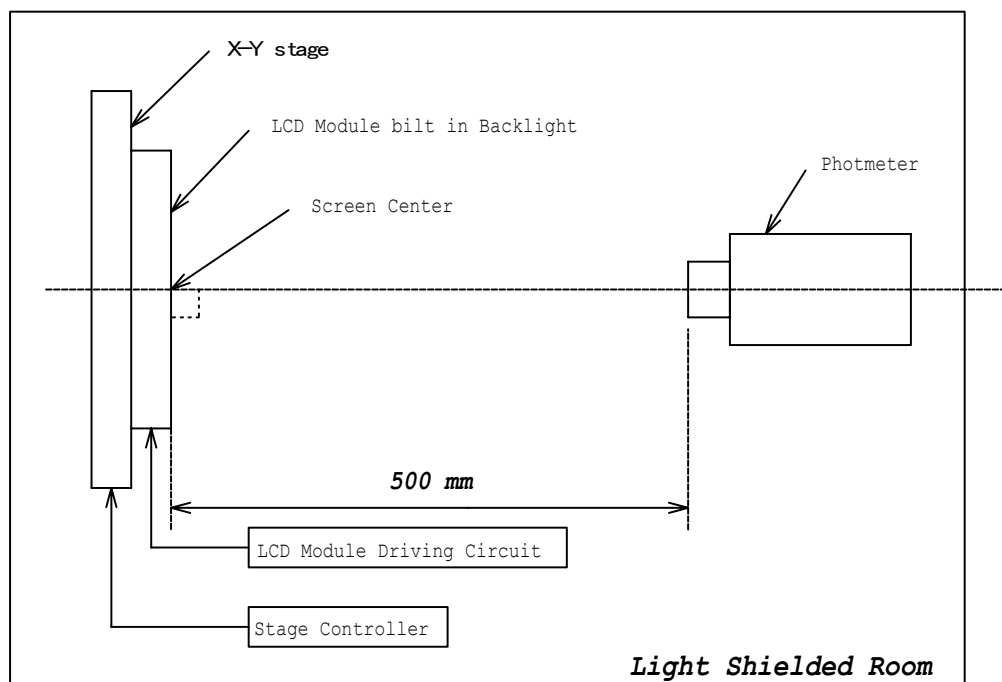 X-Y stage
LCD Module bilt in Backlight
Photmeter
Screen Center
500 mm
LCD Module Driving Circuit
Stage Controller
Light Shielded Room